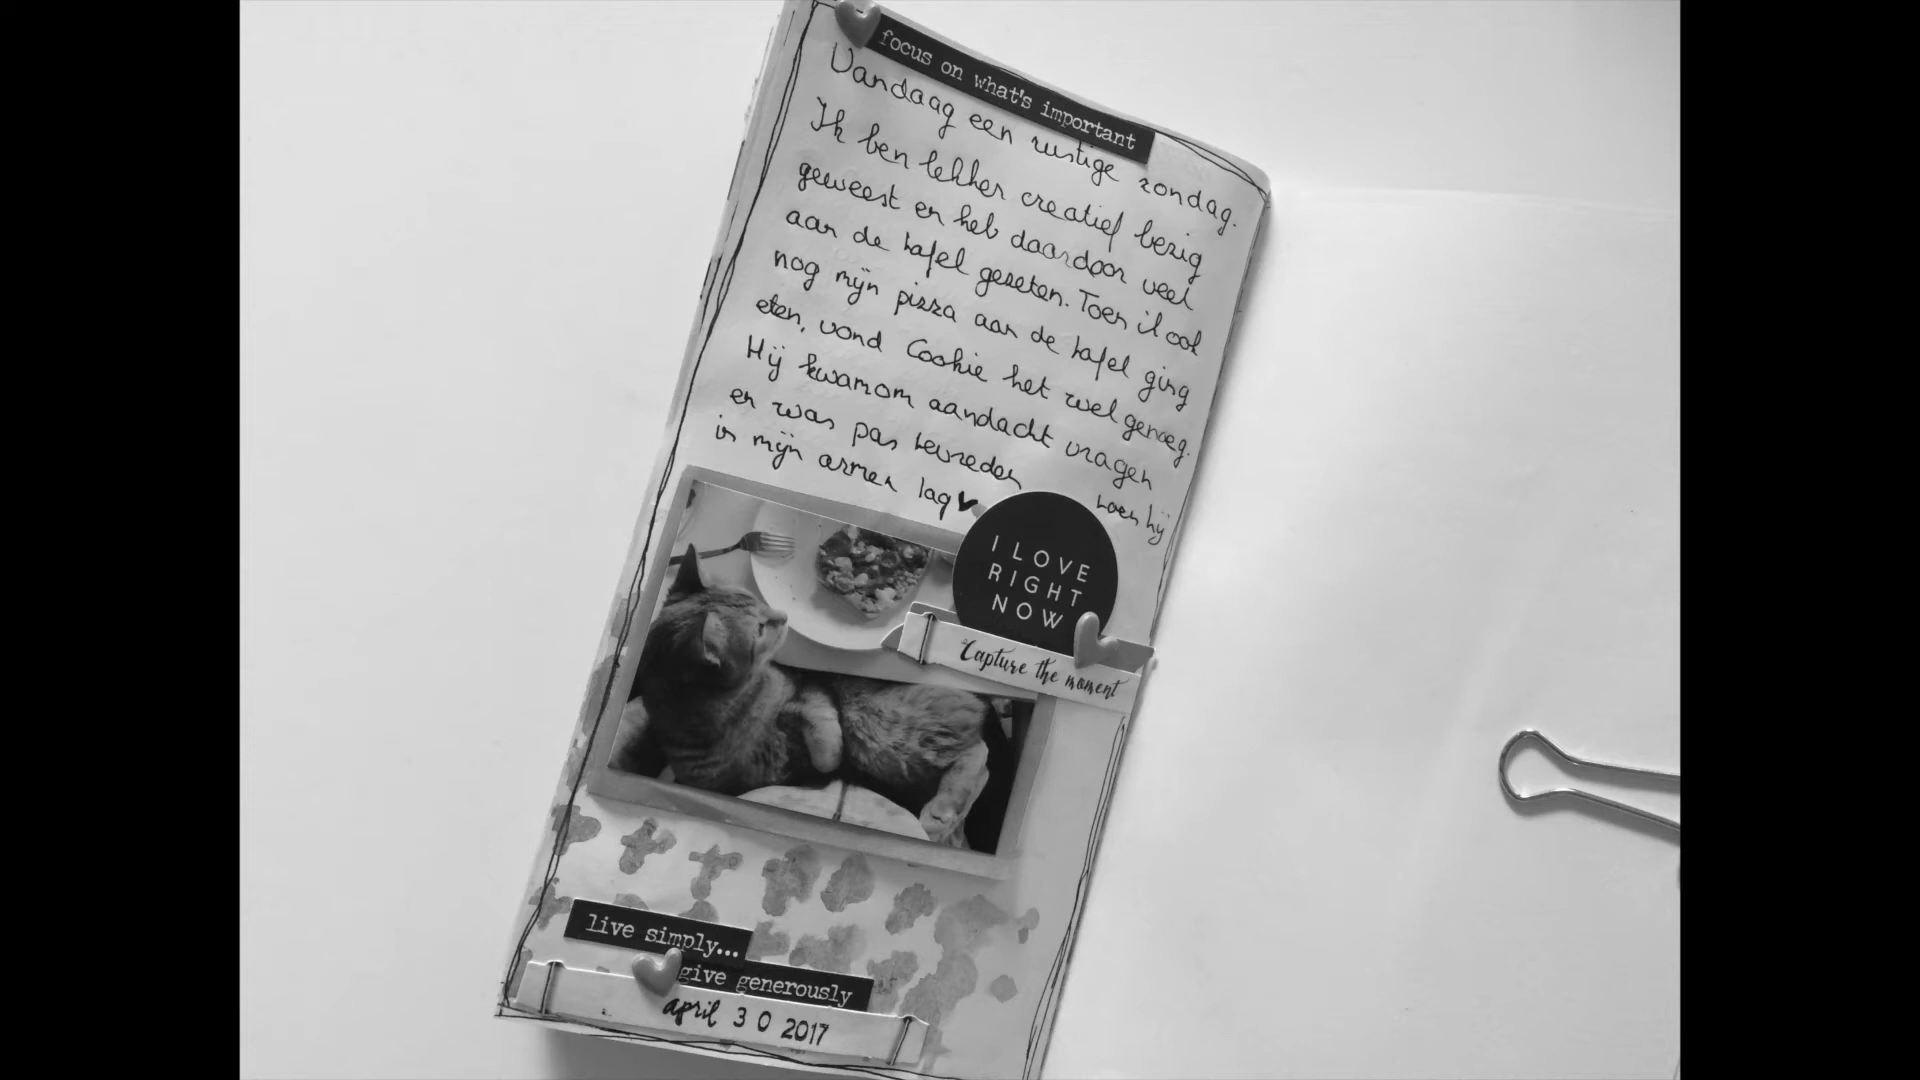 focus on what's important
Vandaag een rustige zondag.
Ik ben lekker creatief bezig
geweest en heb daardoor veel
aan de tafel gezeten. Toen ik ook
nog mijn pizza aan de tafel ging
eten, vond Cookie het wel genoeg.
Hij kwam om aandacht vragen
en was pas tevreden toen hij
in mijn armen lag
I LOVE
RIGHT
NOW
Capture the moment
live simply...
give generously
april 30 2017